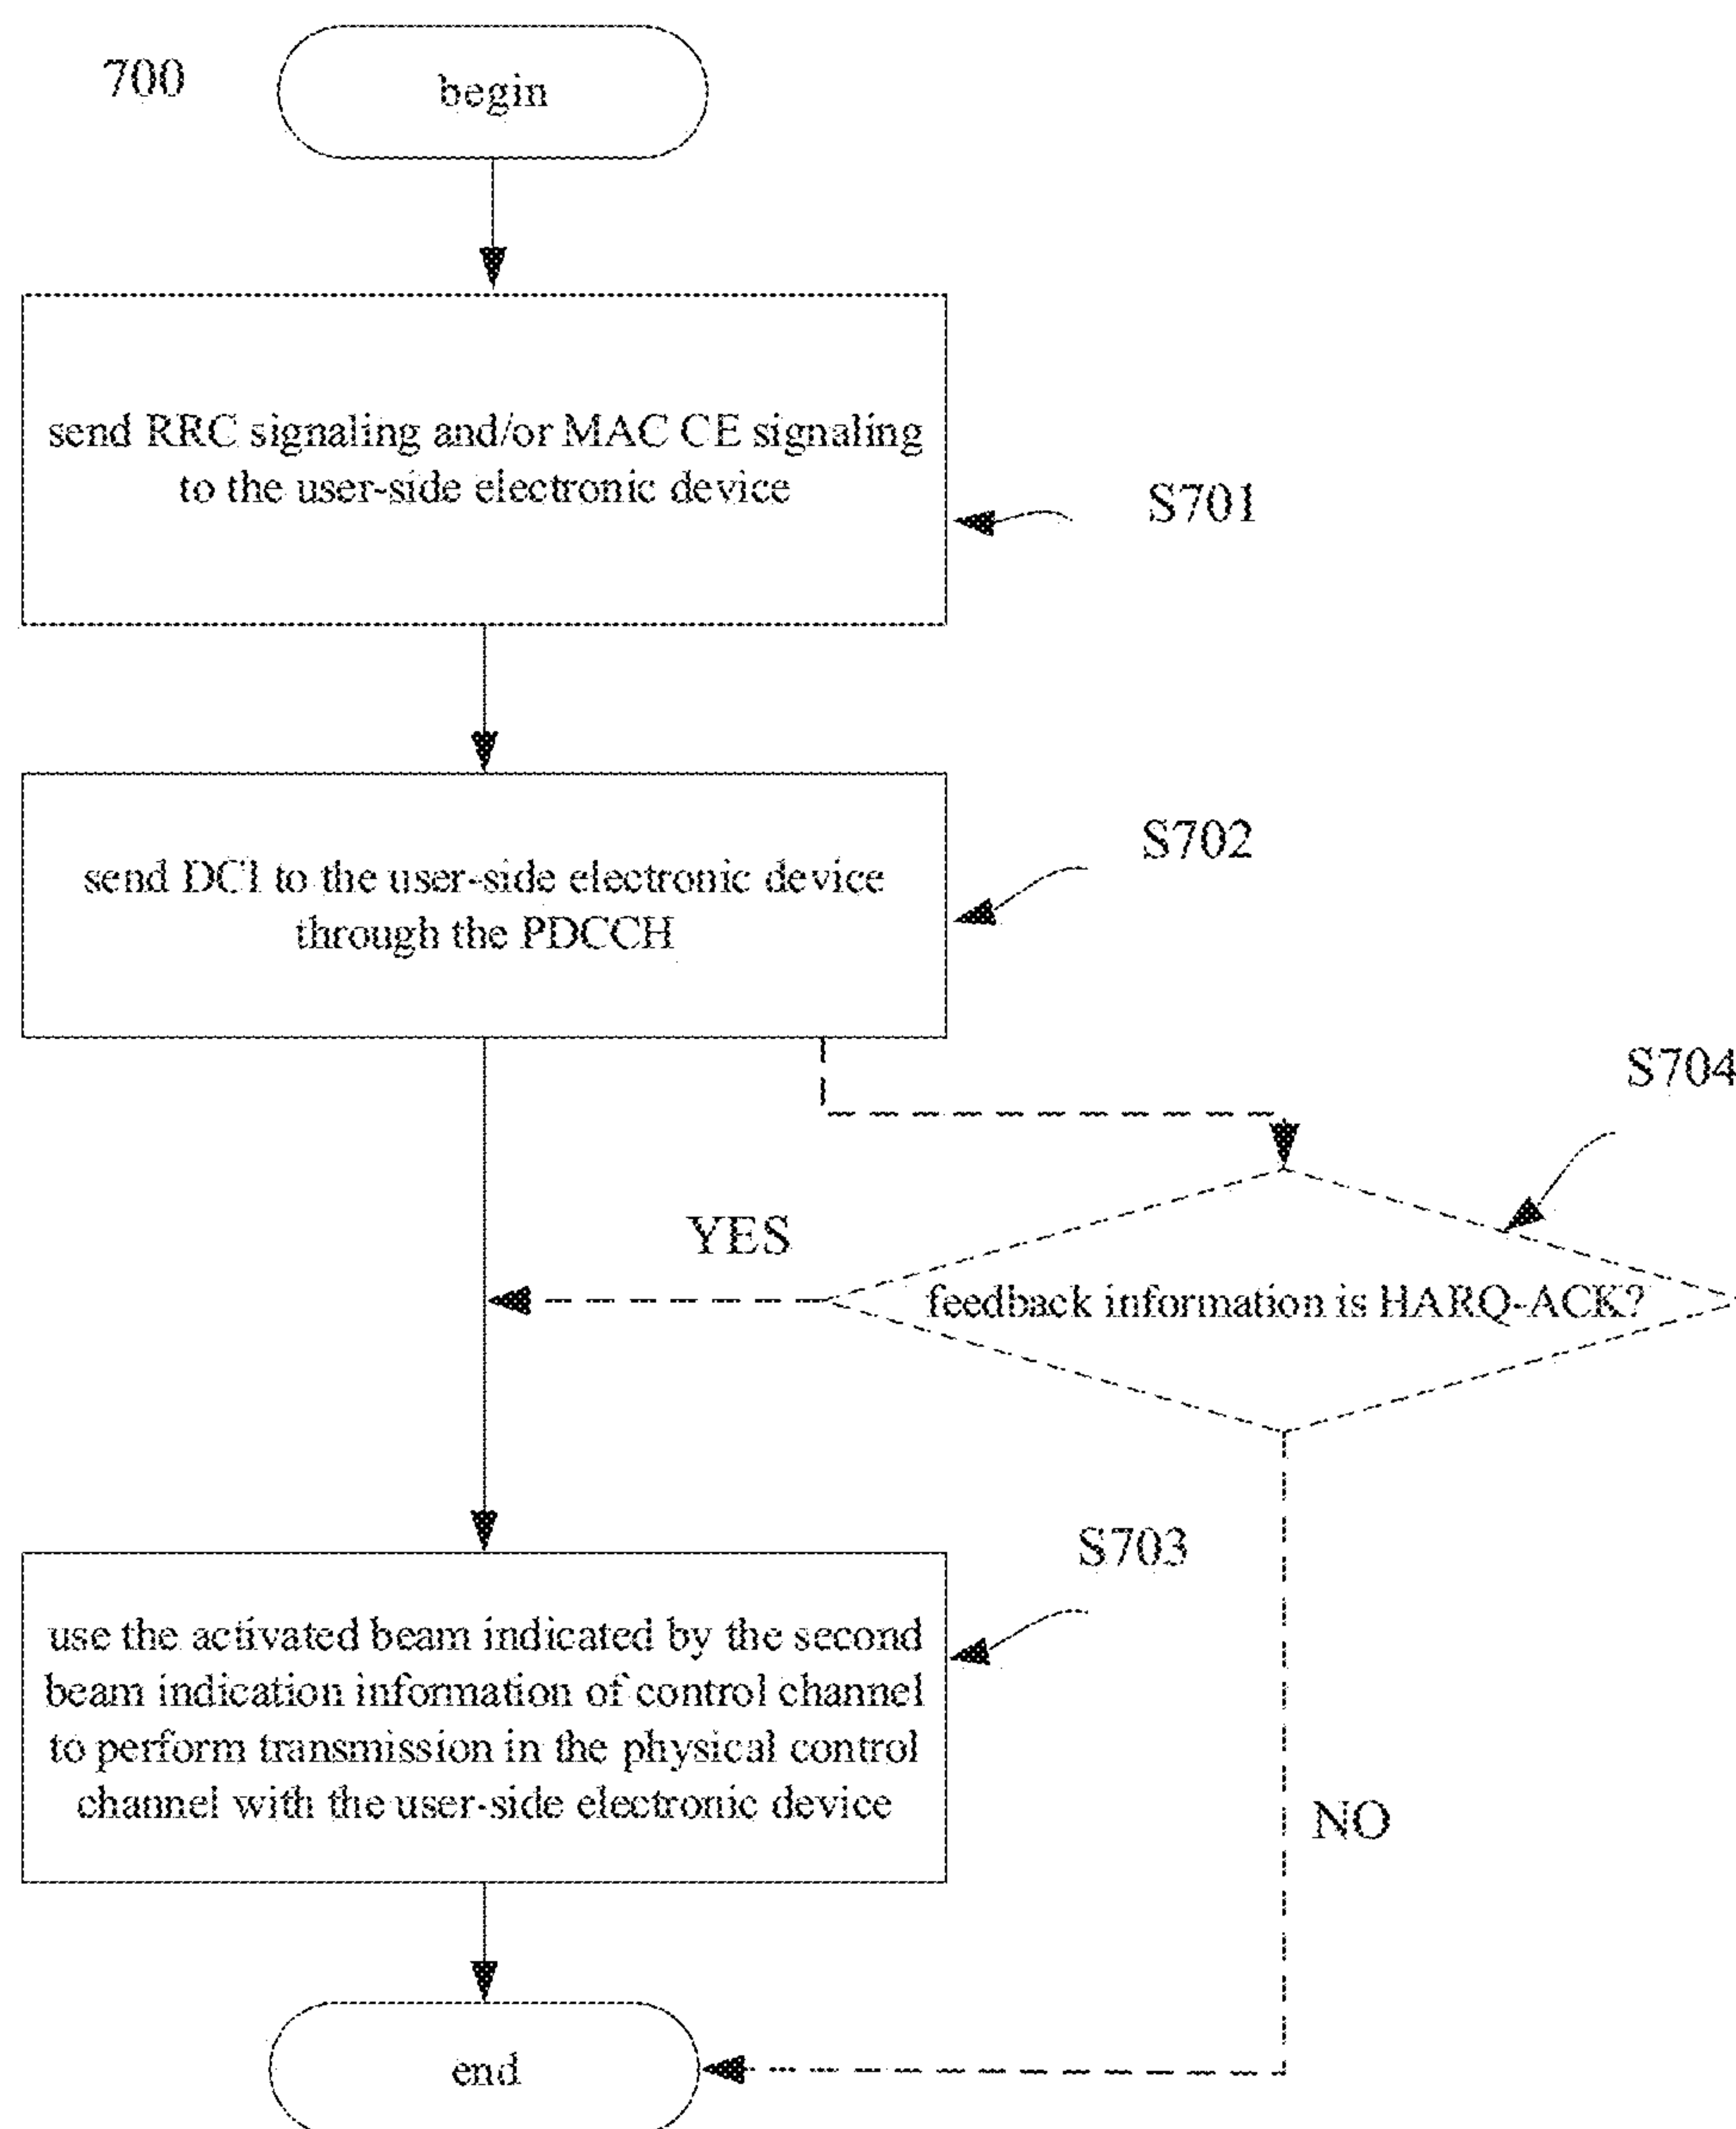 700
begin
send RRC signaling and/or MAC CE signaling
to the user-side electronic device
S701
send DCI to the user-side electronic device
through the PDCCH
S702
S704
YES
feedback information is HARQ-ACK?
S703
use the activated beam indicated by the second
beam indication information of control channel
to perform transmission in the physical control
channel with the user-side electronic device
NO
end